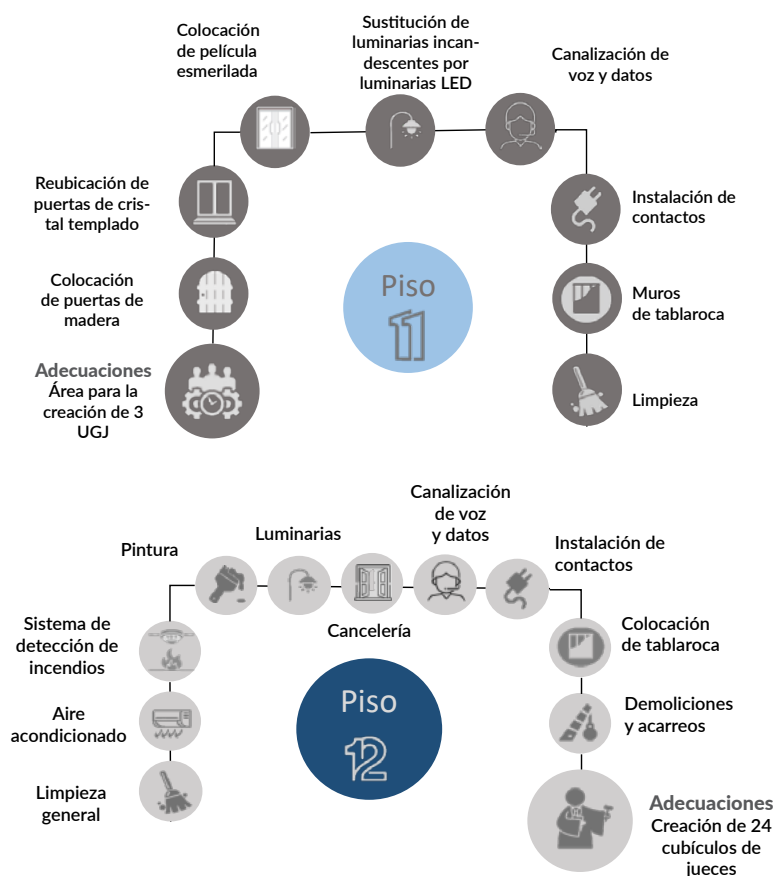 Colocación
de película
esmerilada
Sustitución de
luminarias incan-
descentes por
luminarias LED
Canalización de
voz y datos
Reubicación de
puertas de cris-
tal templado
Instalación de
contactos
Colocación
de puertas de
madera
Piso
11
Muros
de tablaroca
Adecuaciones
Área para la
creación de 3
UGJ
Limpieza
Pintura
Luminarias
Canalización
de voz
y datos
Instalación de
contactos
Cancelería
Sistema de
detección de
incendios
Colocación
de tablaroca
Aire
acondicionado
Piso
12
Demoliciones
y acarreos
Limpieza
general
Adecuaciones
Creación de 24
cubículos de
jueces